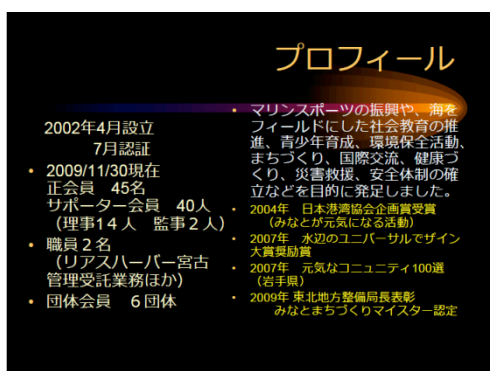 プロフィール
2002年4月設立
7月認証
• 2009/11/30現在
正会員　45名
サポーター会員　40人
（理事1４人　監事２人）
• 職員２名
（リアスハーバー宮古
管理受託業務ほか）
• 団体会員　６団体
• マリンスポーツの振興や、海を
フィールドにした社会教育の推
進、青少年育成、環境保全活動、
まちづくり、国際交流、健康づ
くり、災害救援、安全体制の確
立などを目的に発足しました。
• 2004年　日本港湾協会企画賞受賞
（みなとが元気になる活動）
• 2007年　水辺のユニバーサルでザイン
大賞奨励賞
• 2007年　元気なコニュニティ100選
（岩手県）
• 2009年 東北地方整備局長表彰
みなとまちづくりマイスター認定